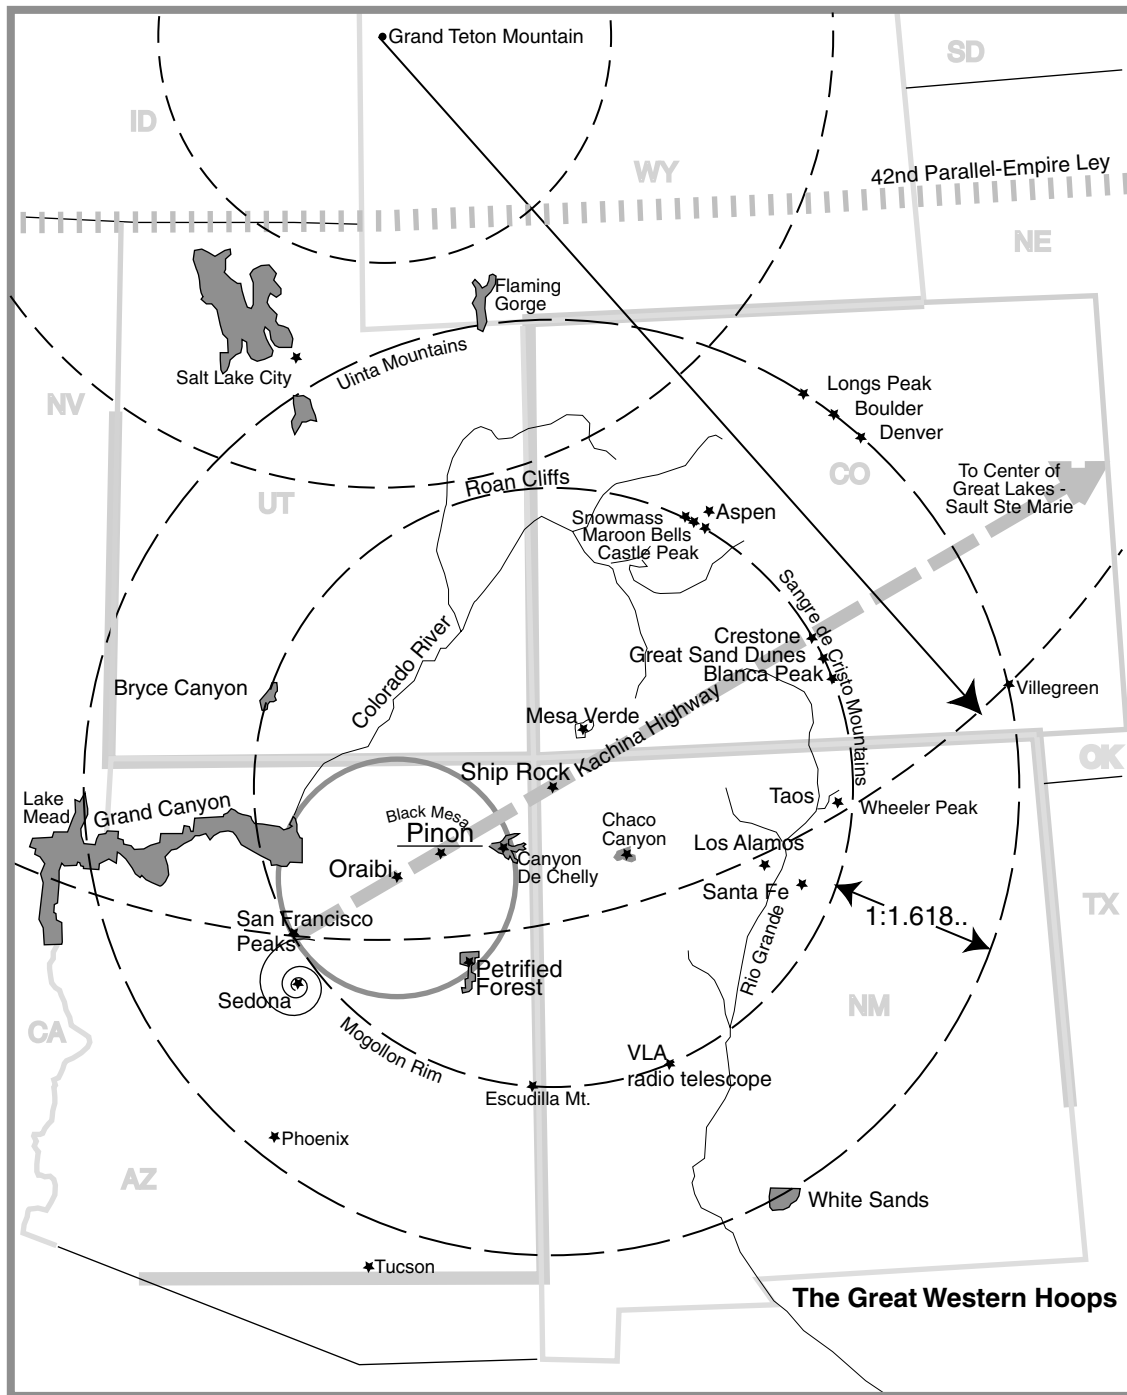 Grand Teton Mountain
SD
ID
WY
42nd Parallel-Empire Ley
NE
Flaming
Gorge
Uinta Mountains
Salt Lake City
NV
Longs Peak
Boulder
Denver
CO
To Center of
Great Lakes -
Sault Ste Marie
UT
Roan Cliffs
Snowmass
Aspen
Maroon Bells
Castle Peak
Sangre de Cristo Mountains
Crestone
Great Sand Dunes
Blanca Peak
Villegreen
Colorado River
Bryce Canyon
Mesa Verde
Kachina Highway
Ship Rock
OK
Lake
Mead
Grand Canyon
Black Mesa
Pinon
Taos
Wheeler Peak
Chaco
Canyon
Los Alamos
Canyon
De Chelly
Oraibi
Santa Fe
San Francisco
Peaks
1:1.618..
TX
Petrified
Forest
Rio Grande
Sedona
NM
CA
Mogollon Rim
VLA
radio telescope
Escudilla Mt.
Phoenix
AZ
White Sands
Tucson
The Great Western Hoops